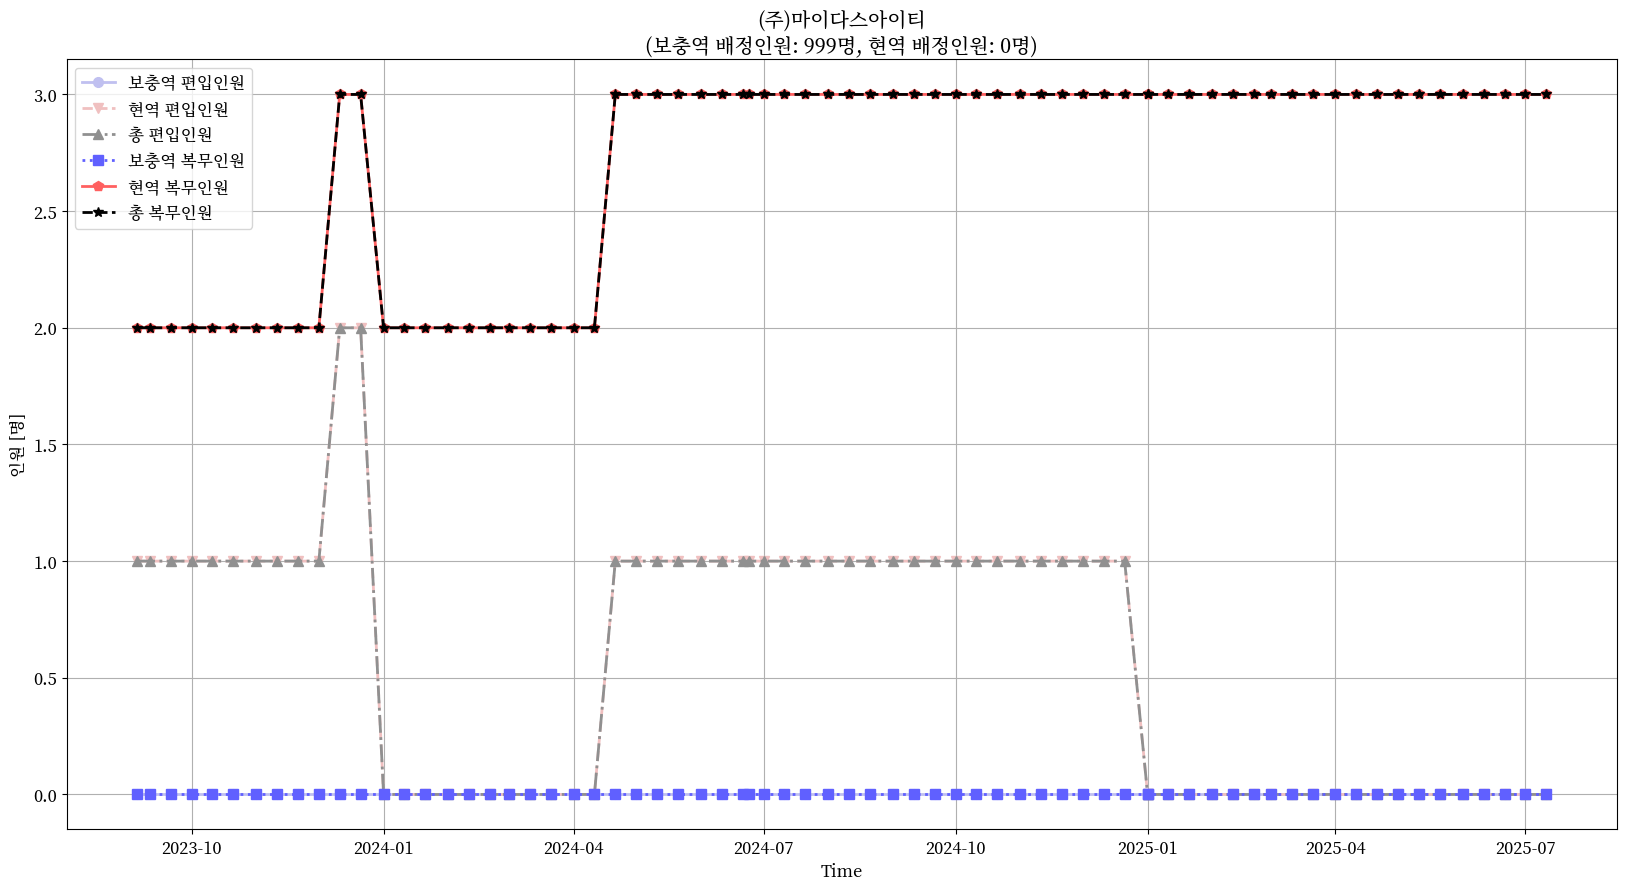 (주)마이다스아이티
(보충역 배정인원: 999명, 현역 배정인원: 0명)
보충역 편입인원
현역 편입인원
총 편입인원
보충역 복무인원
현역 복무인원
총 복무인원
인원 [명]
3.0
2.5
2.0
1.5
1.0
0.5
0.0
2023-10
2024-01
2024-04
2024-07
2024-10
2025-01
2025-04
2025-07
Time